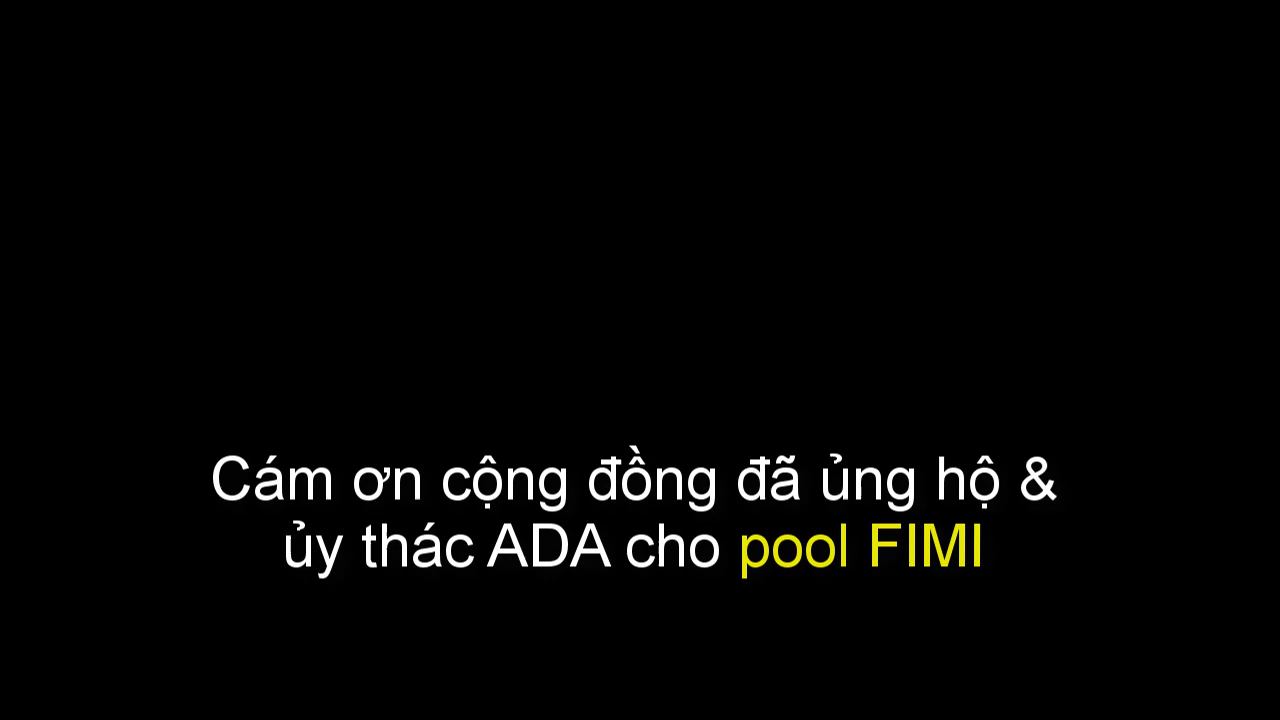 Cám ơn cộng đồng đã ủng hộ &
ủy thác ADA cho pool FIMI